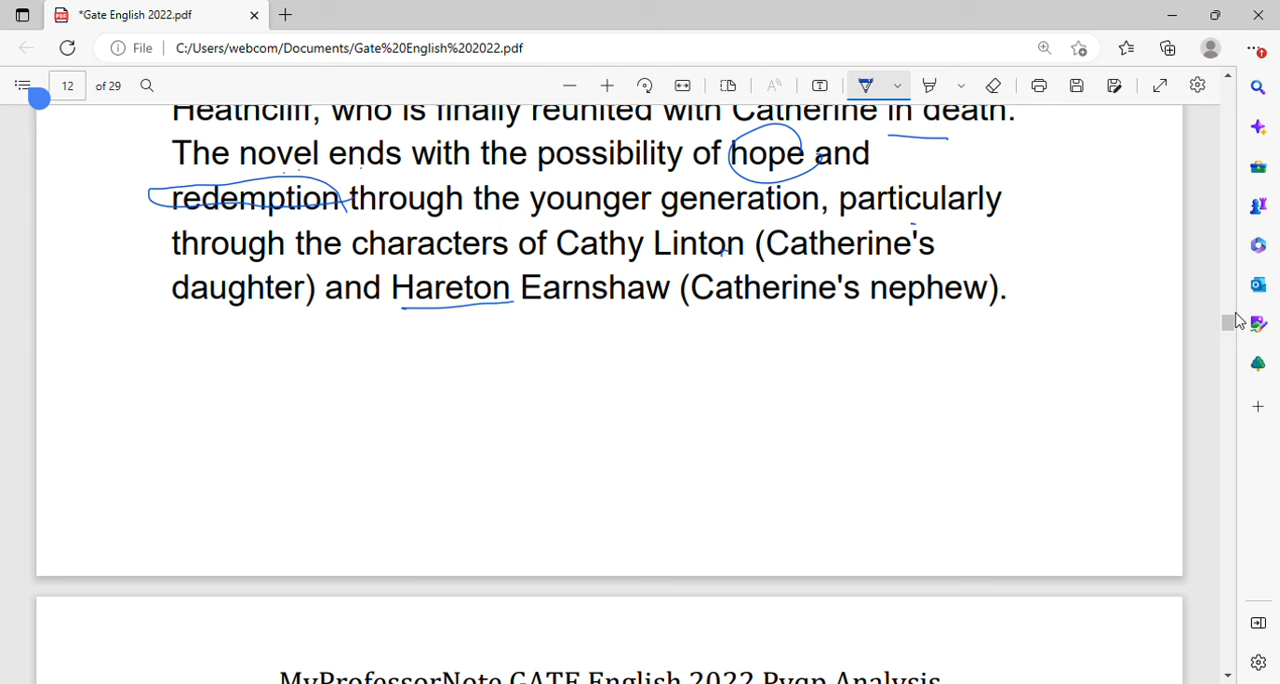 *Gate English 2022.pdf
File C:/Users/webcom/Documents/Gate%20English%202022.pdf
12 of 29
Heathcliff, who is finally reunited with Catherine in death.
The novel ends with the possibility of hope and
redemption through the younger generation, particularly
through the characters of Cathy Linton (Catherine's
daughter) and Hareton Earnshaw (Catherine's nephew).
MyProfessorNote GATE English 2022 Pyqp Analysis